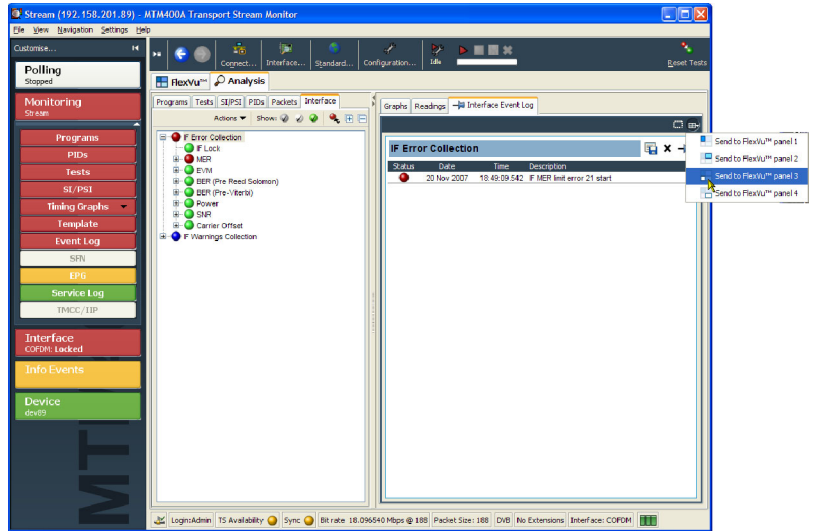 Stream (192.158.201.89) - MTM400A Transport Stream Monitor
File View Navigation Settings Help
Customise...
Connect... Interface... Standard... Configuration... Idle Reset Tests
Polling
Stopped
FlexVu™ Analysis
Monitoring
Stream
Programs Tests SI/PSI PIDs Packets Interface
Graphs Readings Interface Event Log
Actions Show:
Programs
PIDs
Tests
SI/PSI
Timing Graphs
Template
Event Log
SFN
EPG
Service Log
TMCC/IIP
Interface
COFDM: Locked
Info Events
Device
dev89
IF Error Collection
IF Lock
MER
EVM
BER (Pre Reed Solomon)
BER (Pre-Viterbi)
Power
SNR
Carrier Offset
IF Warnings Collection
IF Error Collection
Status Date Time Description
20 Nov 2007 18:49:09.542 IF MER limit error 21 start
Send to FlexVu™ panel 1
Send to FlexVu™ panel 2
Send to FlexVu™ panel 3
Send to FlexVu™ panel 4
MT
M
Login:Admin TS Availability Sync Bit rate 18.096540 Mbps @ 188 Packet Size: 188 DVB No Extensions Interface: COFDM